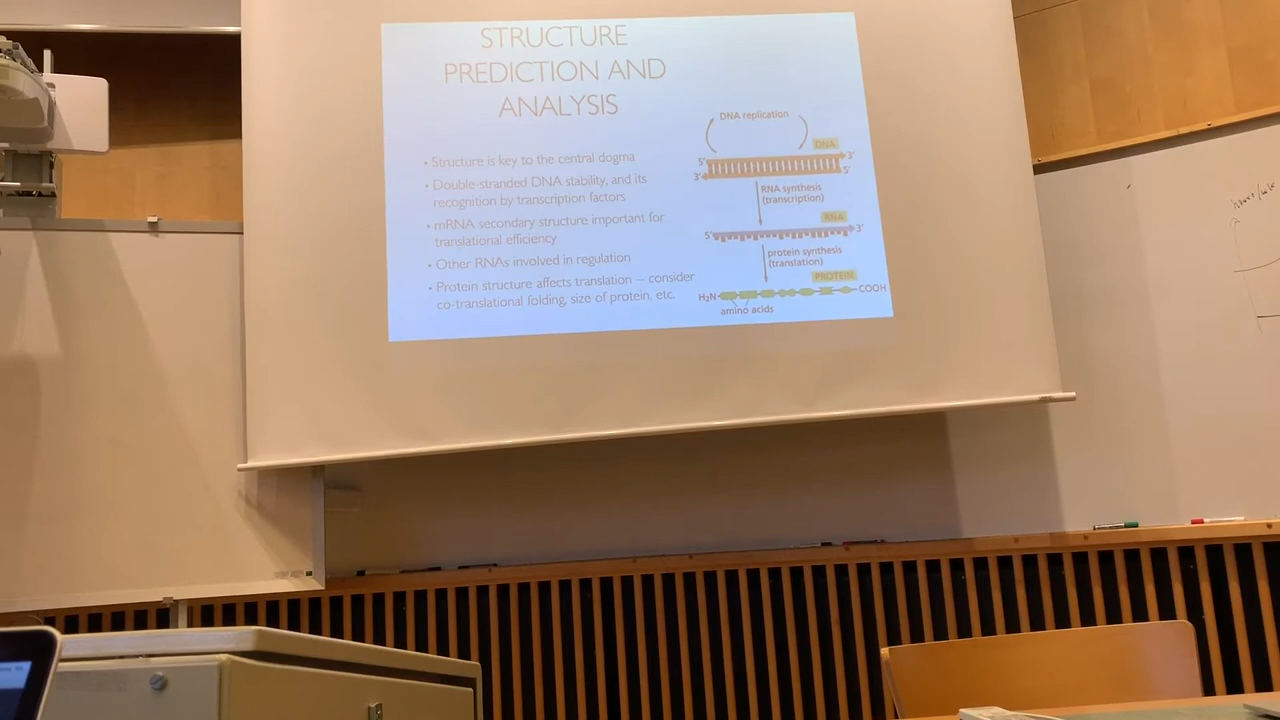 STRUCTURE
PREDICTION AND
ANALYSIS
• Structure is key to the central dogma
• Double-stranded DNA stability, and its
recognition by transcription factors
• mRNA secondary structure important for
translational efficiency
• Other RNAs involved in regulation
• Protein structure affects translation – consider
co-translational folding, size of protein, etc.
DNA replication
DNA
5' 3'
3' 5'
RNA synthesis
(transcription)
RNA
5' 3'
protein synthesis
(translation)
PROTEIN
H₂N COOH
amino acids